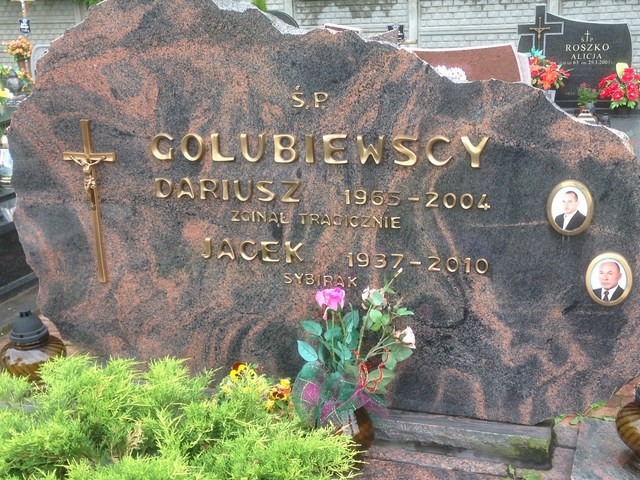 Ś.P.
GOLUBIEWSCY
DARIUSZ 1965-2004
ZGINĄŁ TRAGICZNIE
JACEK 1937-2010
SYBIRAK
Ś.P.
ROSZKO
ALICJA